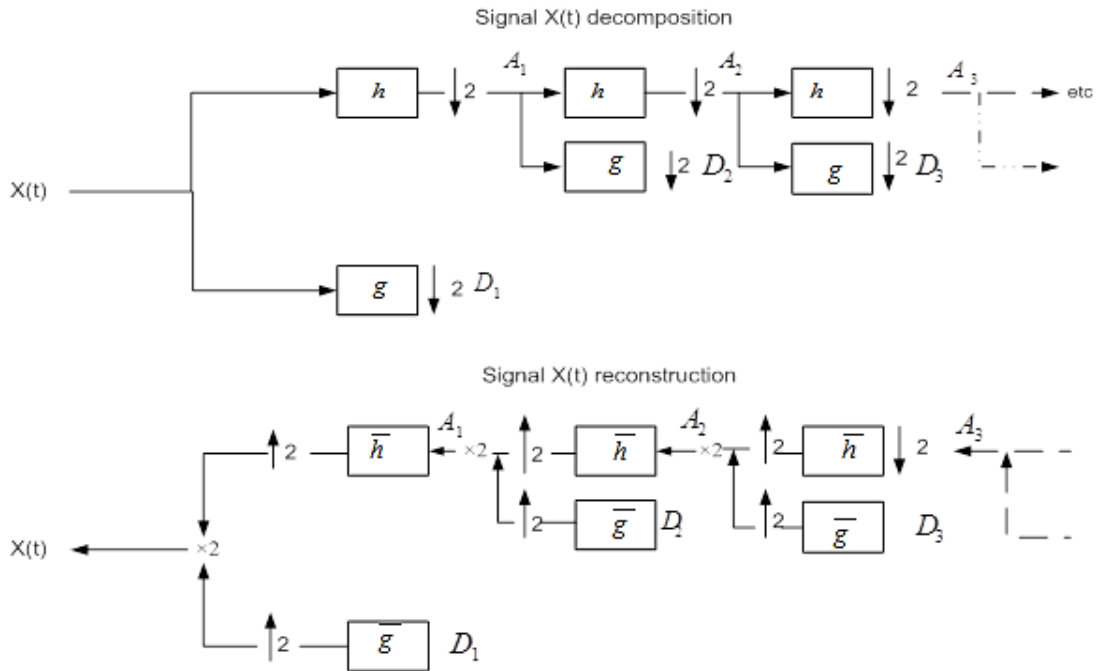 Signal X(t) decomposition
h ↓ 2 A₁ h ↓ 2 A₂ h ↓ 2 A₃ etc
g ↓ 2 D₂ g ↓ 2 D₃
X(t)
g ↓ 2 D₁
Signal X(t) reconstruction
↑ 2 h̅ A₁ ×2 ↑ 2 h̅ A₂ ×2 ↑ 2 h̅ ↓ 2 A₃
↑ 2 g̅ D₂ ↑ 2 g̅ D₃
X(t) ×2
↑ 2 g̅ D₁